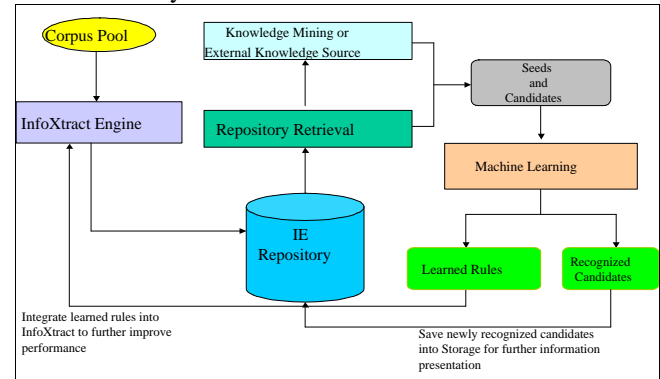 Corpus Pool
Knowledge Mining or
External Knowledge Source
Seeds
and
Candidates
InfoXtract Engine
Repository Retrieval
Machine Learning
IE
Repository
Learned Rules
Recognized
Candidates
Integrate learned rules into
InfoXtract to further improve
performance
Save newly recognized candidates
into Storage for further information
presentation